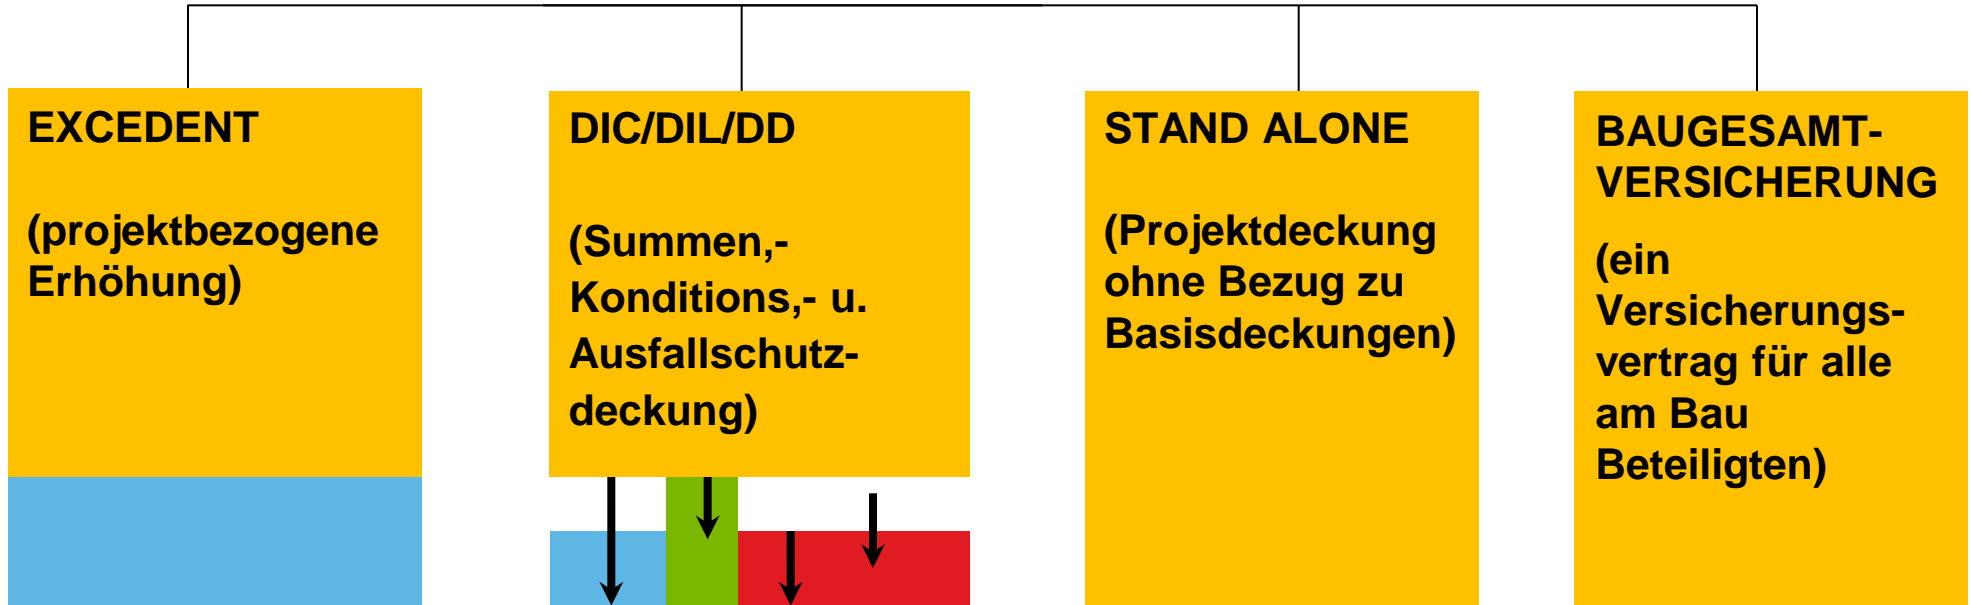 EXCEDENT
(projektbezogene
Erhöhung)
DIC/DIL/DD
(Summen,-
Konditions,- u.
Ausfallschutz-
deckung)
STAND ALONE
(Projektdeckung
ohne Bezug zu
Basisdeckungen)
BAUGESAMT-
VERSICHERUNG
(ein
Versicherungs-
vertrag für alle
am Bau
Beteiligten)